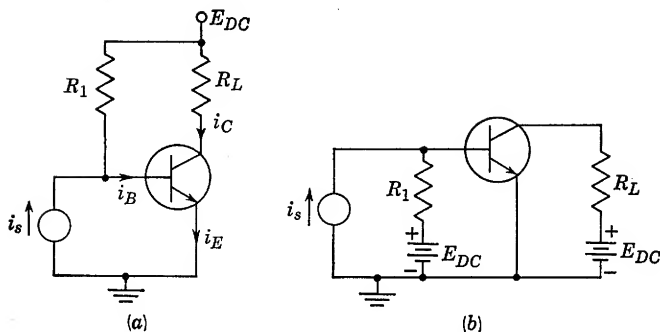 E_DC
R_1
R_L
i_C
i_B
i_s
i_E
(a)
R_1
R_L
i_s
+
E_DC
-
+
E_DC
-
(b)